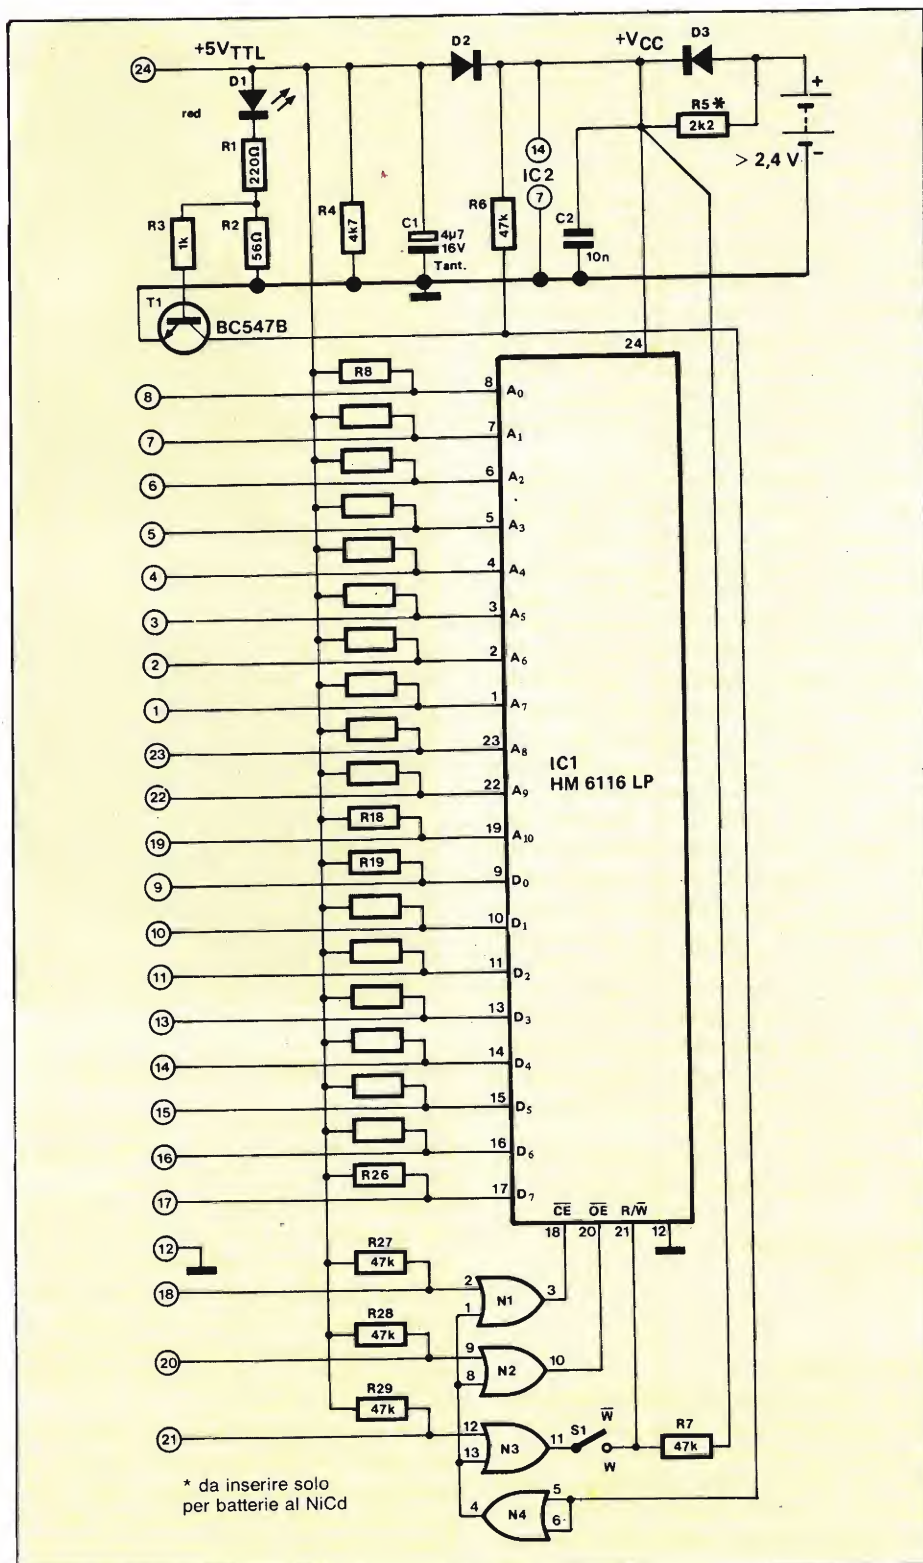 +5VTTL
D2
+VCC
D3
24
D1
red
R1
220Ω
R3
1k
R2
56Ω
R4
4k7
C1
4µ7
16V
Tant.
R6
47k
14
IC2
7
C2
10n
R5*
2k2
+
> 2,4 V
−
T1
BC547B
24
8 R8 8 A0
7 7 A1
6 6 A2
5 5 A3
4 4 A4
3 3 A5
2 2 A6
1 1 A7
23 23 A8
22 22 A9
19 R18 19 A10
9 R19 9 D0
10 10 D1
11 11 D2
13 13 D3
14 14 D4
15 15 D5
16 16 D6
17 R26 17 D7
IC1
HM 6116 LP
C̅E̅ O̅E̅ R/W̅
18 20 21 12
12
R27
47k
18
2
1
N1
3
R28
47k
20
9
8
N2
10
R29
47k
21
12
13
N3
11
S1
W̅
W
R7
47k
4
N4
5
6
* da inserire solo
per batterie al NiCd